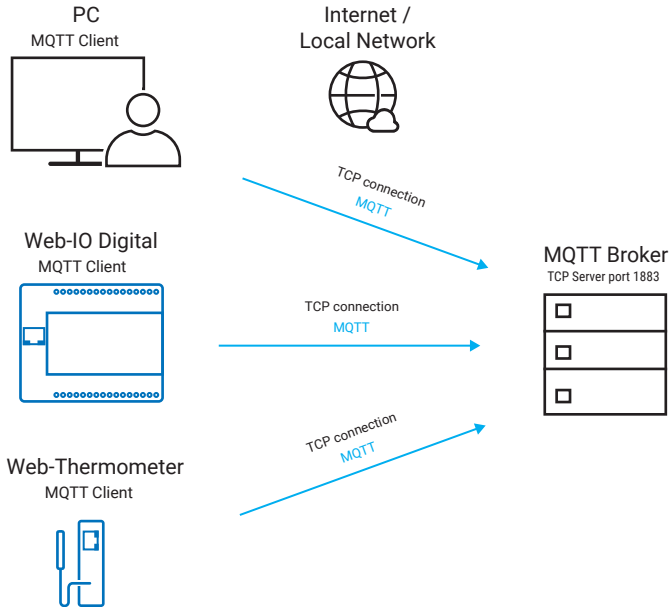 PC
MQTT Client
Internet /
Local Network
TCP connection
MQTT
Web-IO Digital
MQTT Client
TCP connection
MQTT
MQTT Broker
TCP Server port 1883
TCP connection
MQTT
Web-Thermometer
MQTT Client